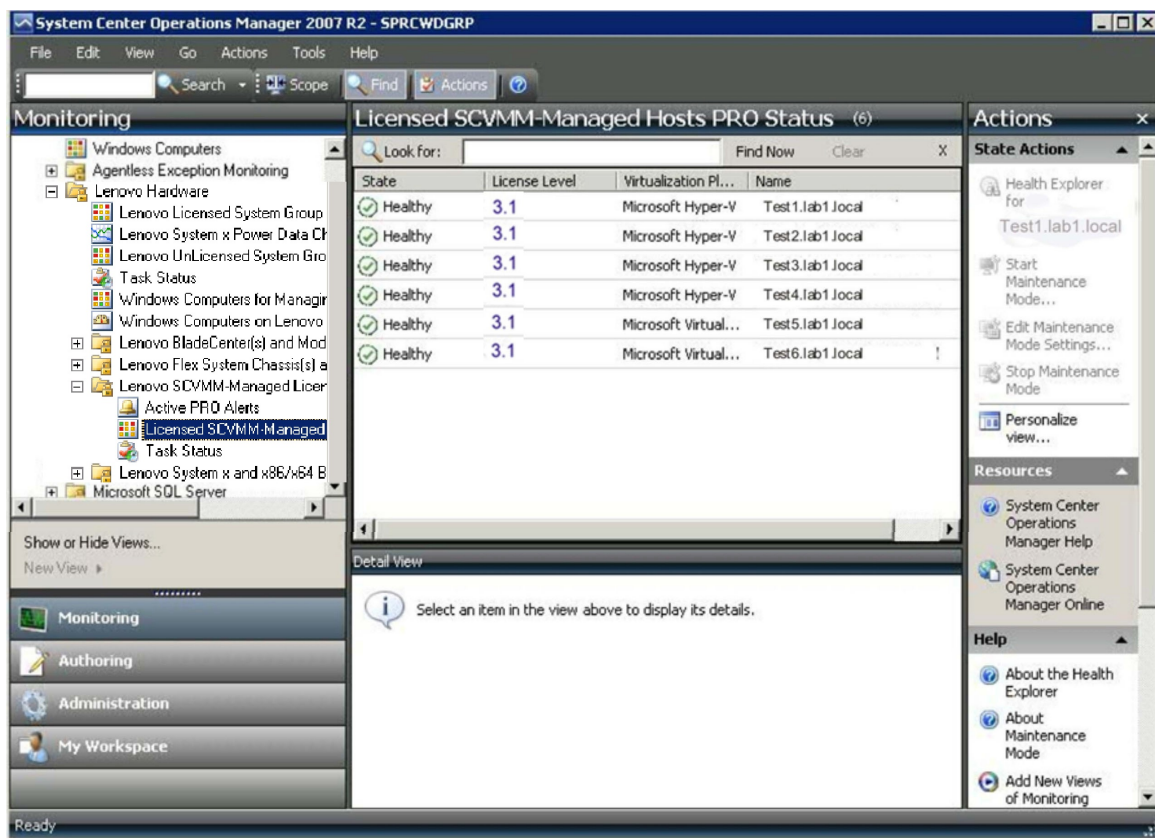 System Center Operations Manager 2007 R2 - SPRCWDGRP
File Edit View Go Actions Tools Help
Search Scope Find Actions
Monitoring
Windows Computers
Agentless Exception Monitoring
Lenovo Hardware
Lenovo Licensed System Group
Lenovo System x Power Data Ch
Lenovo UnLicensed System Gro
Task Status
Windows Computers for Managin
Windows Computers on Lenovo
Lenovo BladeCenter(s) and Mod
Lenovo Flex System Chassis(s) a
Lenovo SCVMM-Managed Licen
Active PRO Alerts
Licensed SCVMM-Managed
Task Status
Lenovo System x and x86/x64 B
Microsoft SQL Server
Show or Hide Views...
New View
Monitoring
Authoring
Administration
My Workspace
Licensed SCVMM-Managed Hosts PRO Status (6)
Look for: Find Now Clear X
State License Level Virtualization Pl... Name
Healthy 3.1 Microsoft Hyper-V Test1.lab1.local
Healthy 3.1 Microsoft Hyper-V Test2.lab1.local
Healthy 3.1 Microsoft Hyper-V Test3.lab1.local
Healthy 3.1 Microsoft Hyper-V Test4.lab1.local
Healthy 3.1 Microsoft Virtual... Test5.lab1.local
Healthy 3.1 Microsoft Virtual... Test6.lab1.local
Detail View
Select an item in the view above to display its details.
Actions
State Actions
Health Explorer
for
Test1.lab1.local
Start
Maintenance
Mode...
Edit Maintenance
Mode Settings...
Stop Maintenance
Mode
Personalize
view...
Resources
System Center
Operations
Manager Help
System Center
Operations
Manager Online
Help
About the Health
Explorer
About
Maintenance
Mode
Add New Views
of Monitoring
Ready